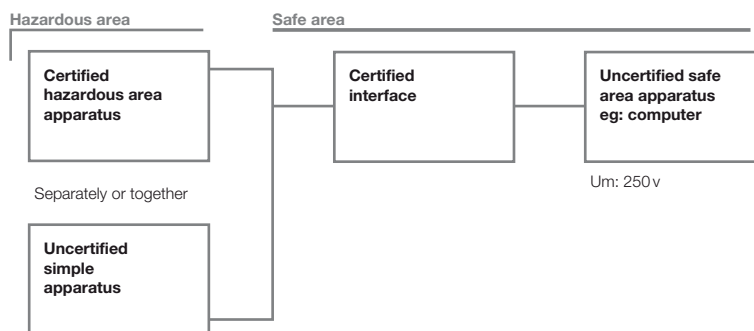 Hazardous area
Safe area
Certified
hazardous area
apparatus
Certified
interface
Uncertified safe
area apparatus
eg: computer
Separately or together
Um: 250 v
Uncertified
simple
apparatus